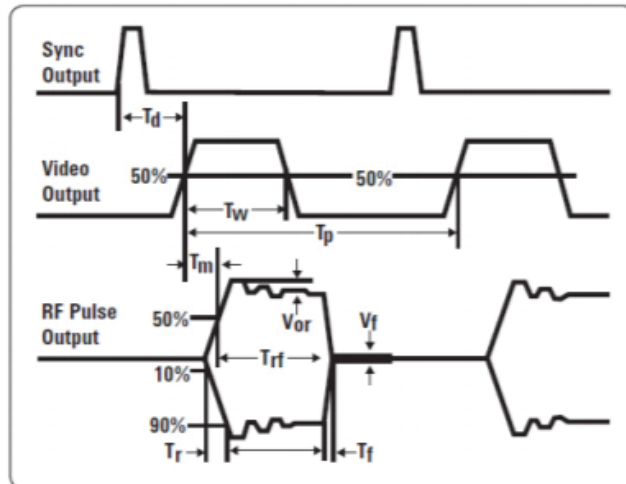 Sync
Output
Td
Video
Output
50%
50%
Tw
Tp
Tm
RF Pulse
Output
50%
Vor
Vf
Trf
10%
90%
Tr
Tf